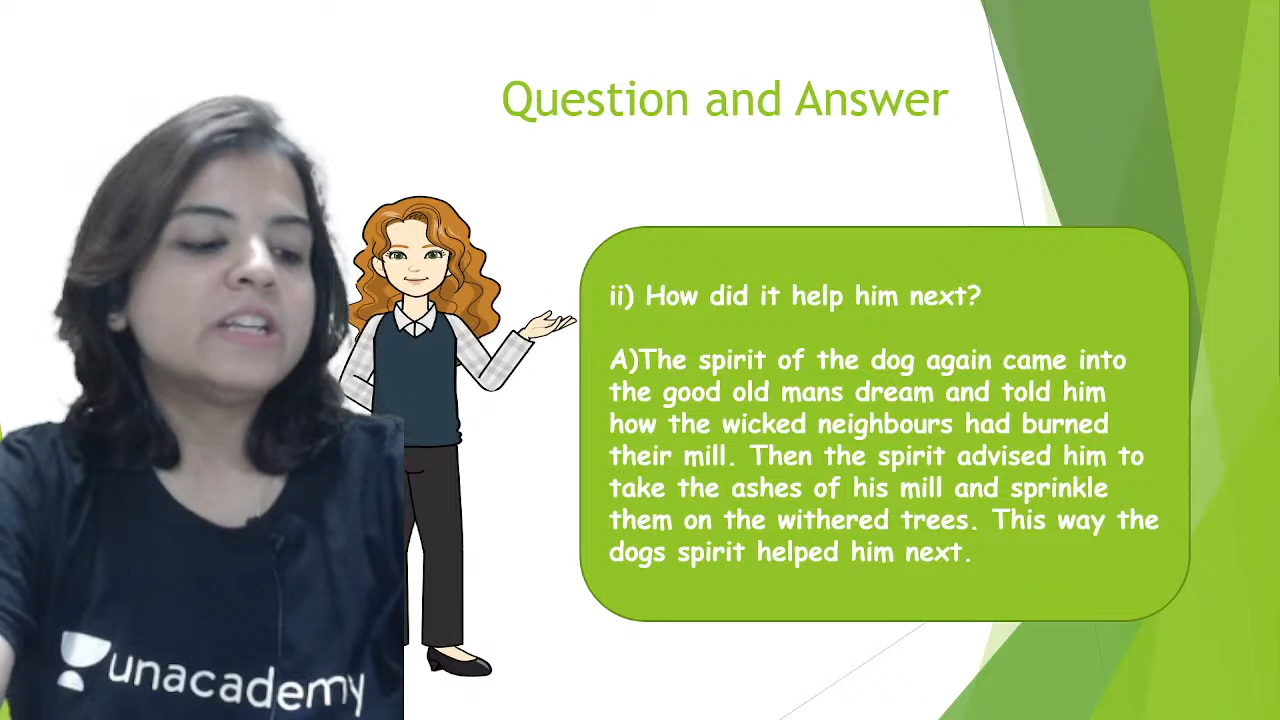 Question and Answer
ii) How did it help him next?
A)The spirit of the dog again came into
the good old mans dream and told him
how the wicked neighbours had burned
their mill. Then the spirit advised him to
take the ashes of his mill and sprinkle
them on the withered trees. This way the
dogs spirit helped him next.
unacademy